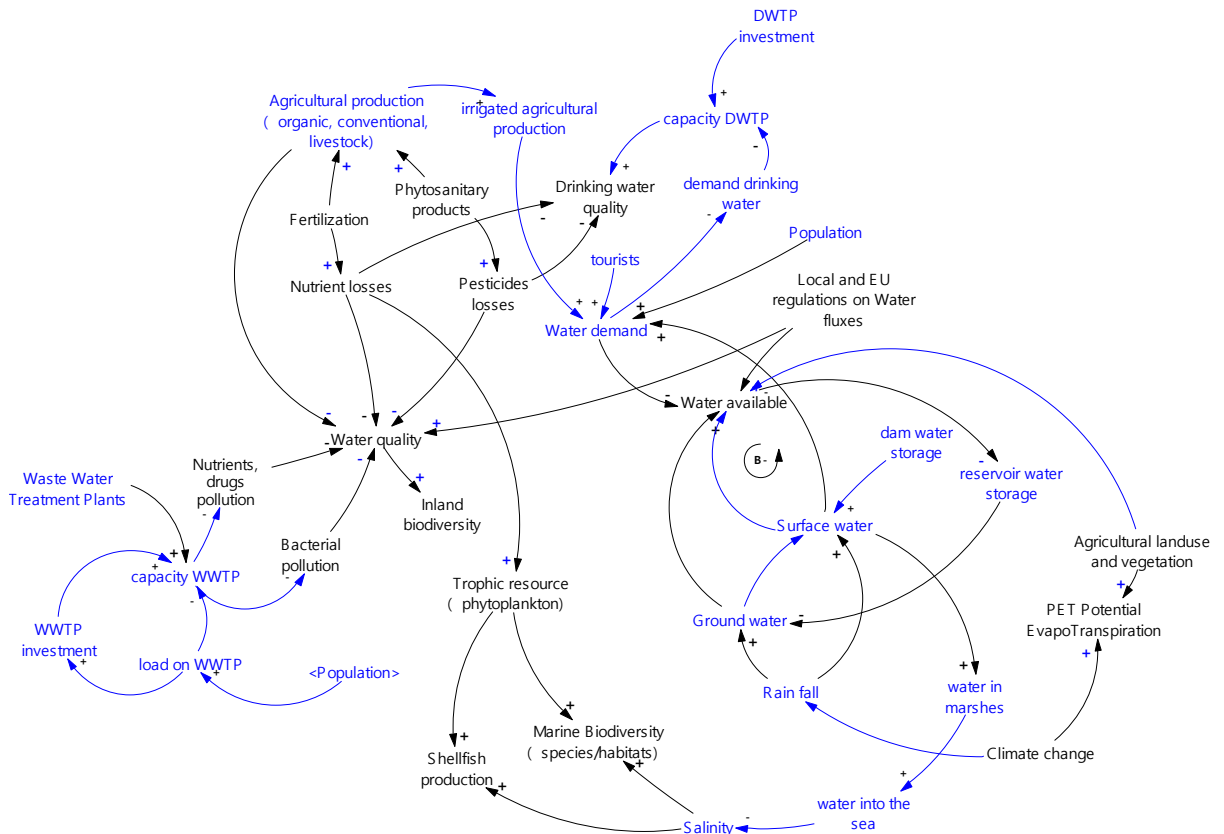 DWTP
investment
Agricultural production
( organic, conventional,
livestock)
irrigated agricultural
production
capacity DWTP
Phytosanitary
products
Drinking water
quality
demand drinking
water
Fertilization
Population
tourists
Nutrient losses
Pesticides
losses
Local and EU
regulations on Water
fluxes
Water demand
Water available
Water quality
dam water
storage
reservoir water
storage
B-
Waste Water
Treatment Plants
Nutrients,
drugs
pollution
Inland
biodiversity
Surface water
Bacterial
pollution
Agricultural landuse
and vegetation
capacity WWTP
Trophic resource
( phytoplankton)
PET Potential
EvapoTranspiration
WWTP
investment
Ground water
load on WWTP
<Population>
Rain fall
water in
marshes
Marine Biodiversity
( species/habitats)
Shellfish
production
Climate change
water into the
sea
Salinity